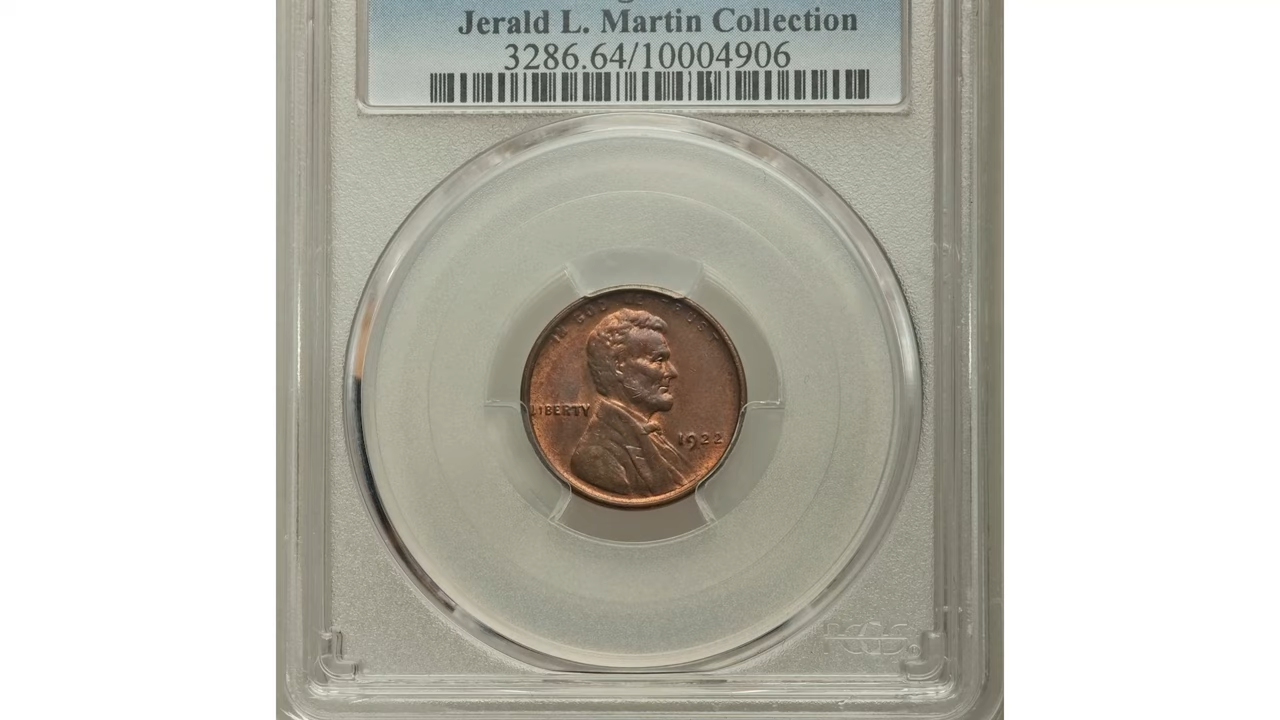 Jerald L. Martin Collection
3286.64/10004906
IN GOD WE TRUST
LIBERTY
1922
PCGS